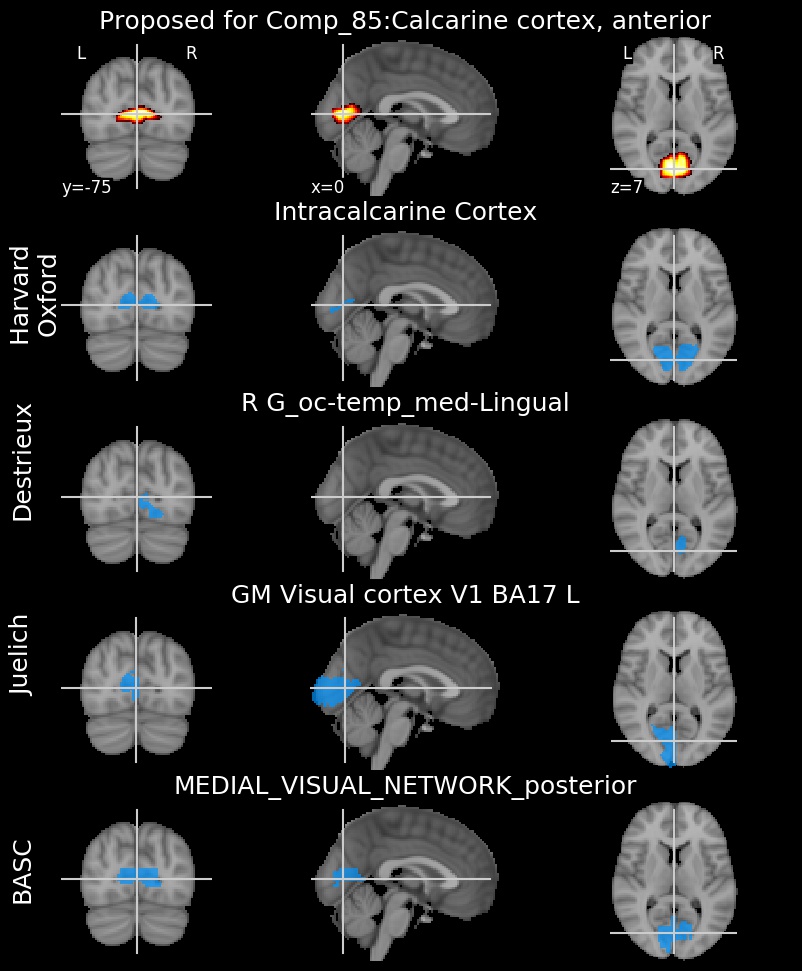 Proposed for Comp_85:Calcarine cortex, anterior
L R L R
y=-75 x=0 z=7
Intracalcarine Cortex
Harvard
Oxford
R G_oc-temp_med-Lingual
Destrieux
GM Visual cortex V1 BA17 L
Juelich
MEDIAL_VISUAL_NETWORK_posterior
BASC